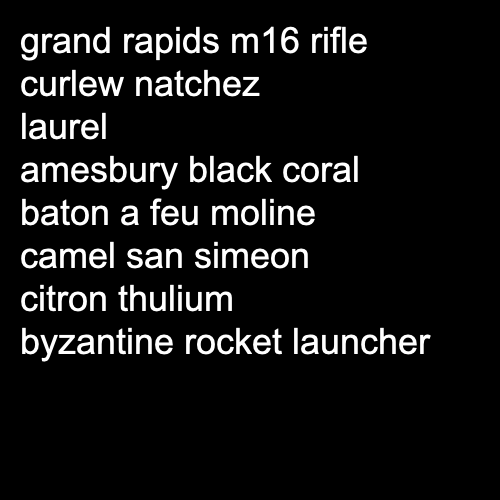 grand rapids m16 rifle
curlew natchez
laurel
amesbury black coral
baton a feu moline
camel san simeon
citron thulium
byzantine rocket launcher